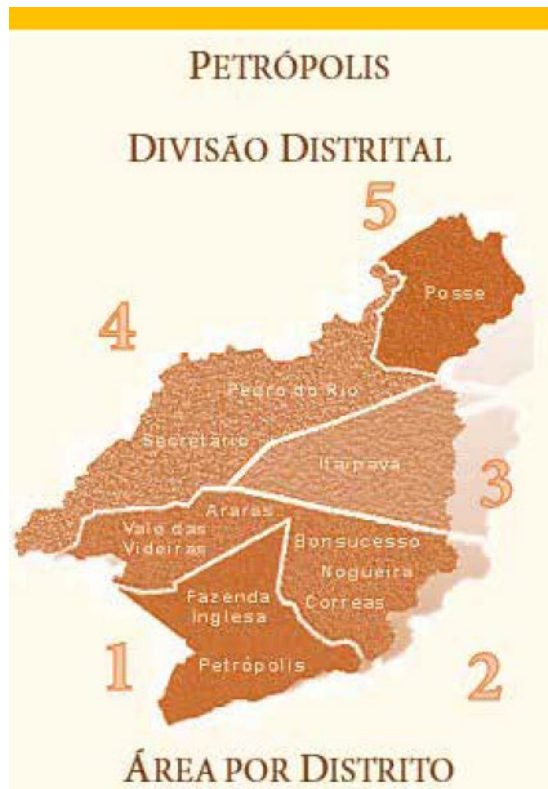 PETRÓPOLIS
DIVISÃO DISTRITAL
5
Posse
4
Pedro do Rio
Secretário
Itaipava
3
Araras
Vale das
Videiras
Bonsucesso
Nogueira
Correas
Fazenda
Inglesa
Petrópolis
1
2
ÁREA POR DISTRITO